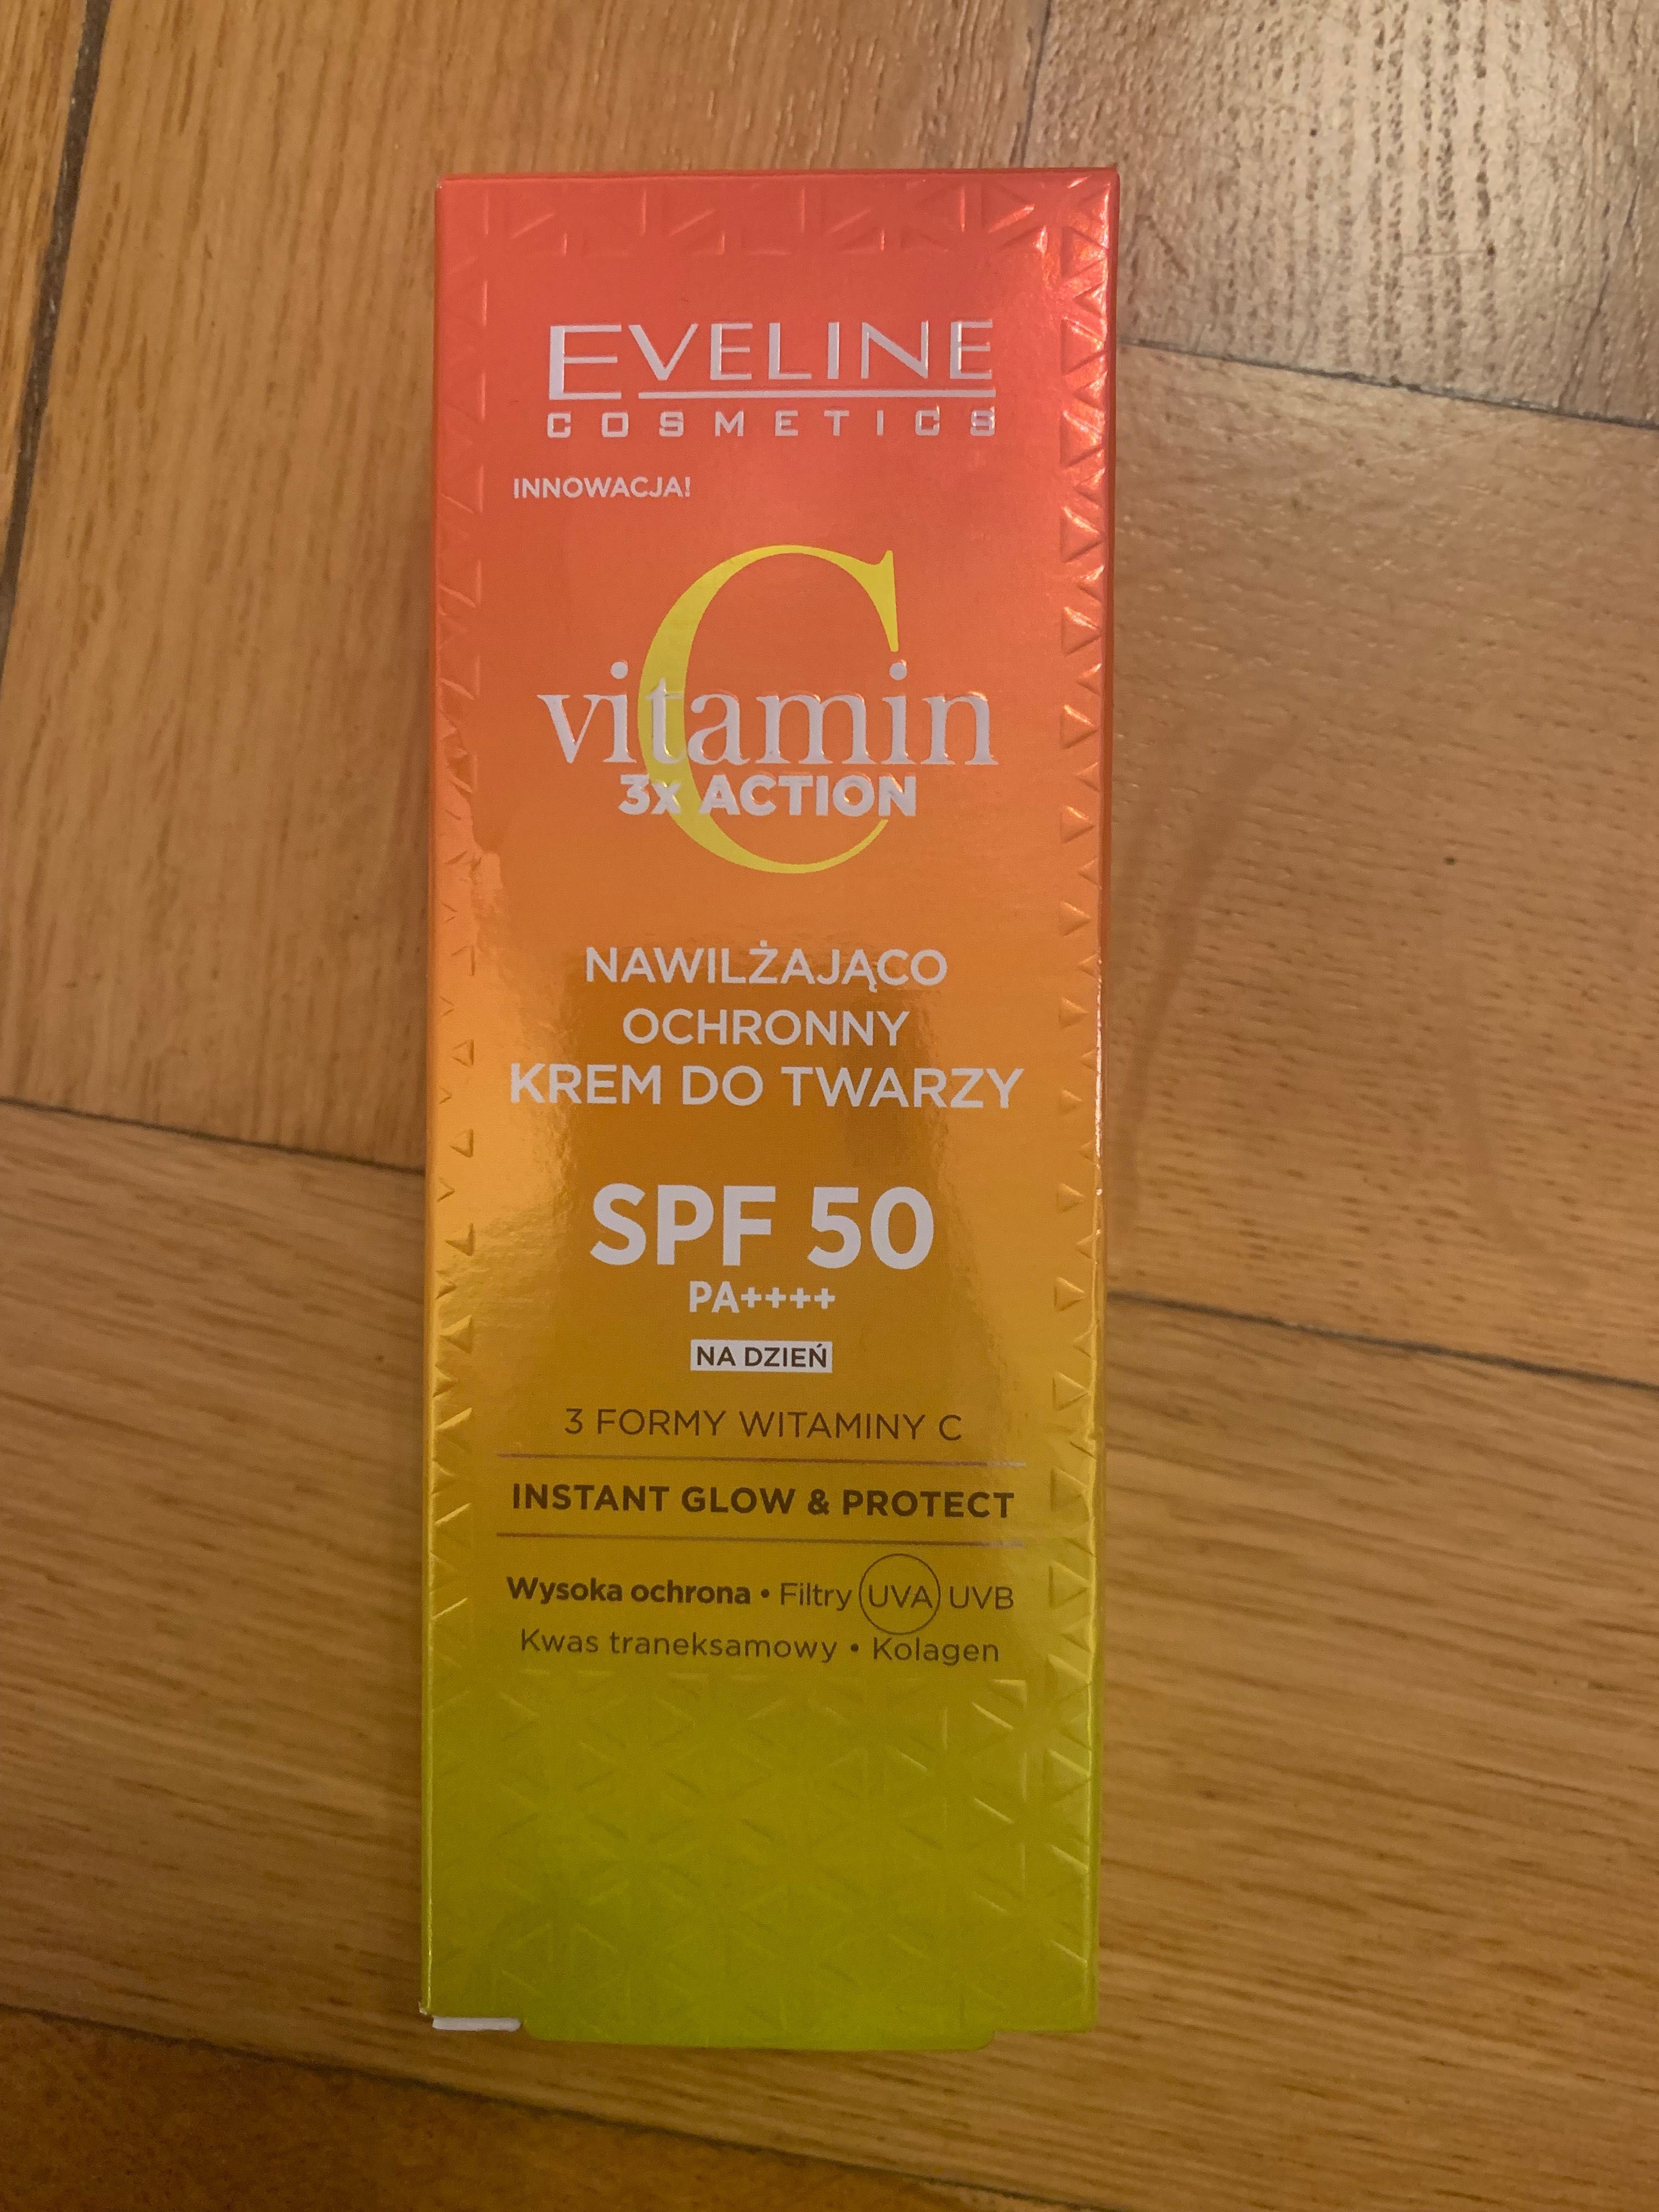 EVELINE
COSMETICS
INNOWACJA!
C
vitamin
3x ACTION
NAWILŻAJĄCO
OCHRONNY
KREM DO TWARZY
SPF 50
PA++++
NA DZIEŃ
3 FORMY WITAMINY C
INSTANT GLOW & PROTECT
Wysoka ochrona • Filtry UVA UVB
Kwas traneksamowy • Kolagen